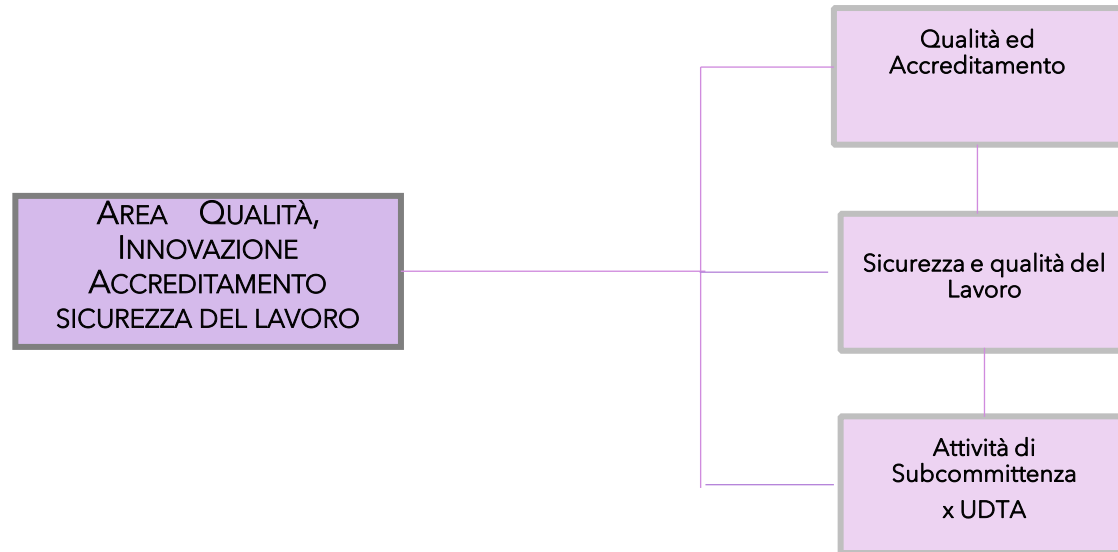 Qualità ed
Accreditamento
AREA QUALITÀ,
INNOVAZIONE
ACCREDITAMENTO
SICUREZZA DEL LAVORO
Sicurezza e qualità del
Lavoro
Attività di
Subcommittenza
x UDTA